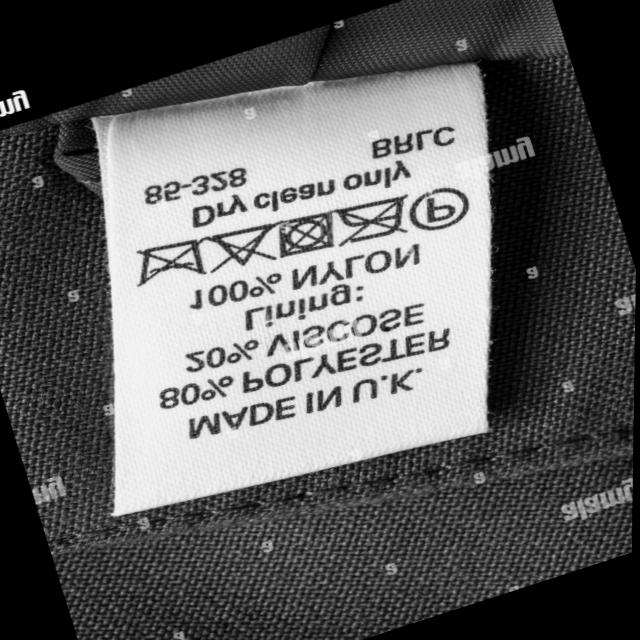 MADE IN U.K.
80% POLYESTER
20% VISCOSE
Lining:
100% NYLON
P
Dry clean only
85-328 BRLC